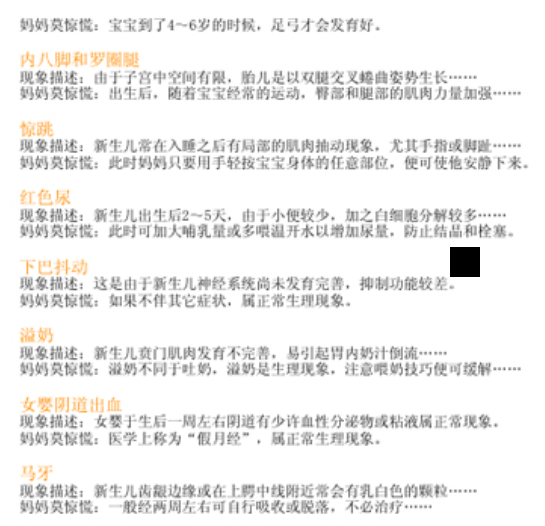 妈妈莫惊慌：宝宝到了4～6岁的时候，足弓才会发育好。
内八脚和罗圈腿
现象描述：由于子宫中空间有限，胎儿是以双腿交叉蜷曲姿势生长……
妈妈莫惊慌：出生后，随着宝宝经常的运动，臀部和腿部的肌肉力量加强……
惊跳
现象描述：新生儿常在入睡之后有局部的肌肉抽动现象，尤其手指或脚趾……
妈妈莫惊慌：此时妈妈只要用手轻按宝宝身体的任意部位，便可使他安静下来。
红色尿
现象描述：新生儿出生后2～5天，由于小便较少，加之白细胞分解较多……
妈妈莫惊慌：此时可加大哺乳量或多喂温开水以增加尿量，防止结晶和栓塞。
下巴抖动
现象描述：这是由于新生儿神经系统尚未发育完善，抑制功能较差。
妈妈莫惊慌：如果不伴其它症状，属正常生理现象。
溢奶
现象描述：新生儿贲门肌肉发育不完善，易引起胃内奶汁倒流……
妈妈莫惊慌：溢奶不同于吐奶，溢奶是生理现象，注意喂奶技巧便可缓解……
女婴阴道出血
现象描述：女婴于生后一周左右阴道有少许血性分泌物或粘液属正常现象。
妈妈莫惊慌：医学上称为“假月经”，属正常生理现象。
马牙
现象描述：新生儿齿龈边缘或在上腭中线附近常会有乳白色的颗粒……
妈妈莫惊慌：一般经两周左右可自行吸收或脱落，不必治疗……